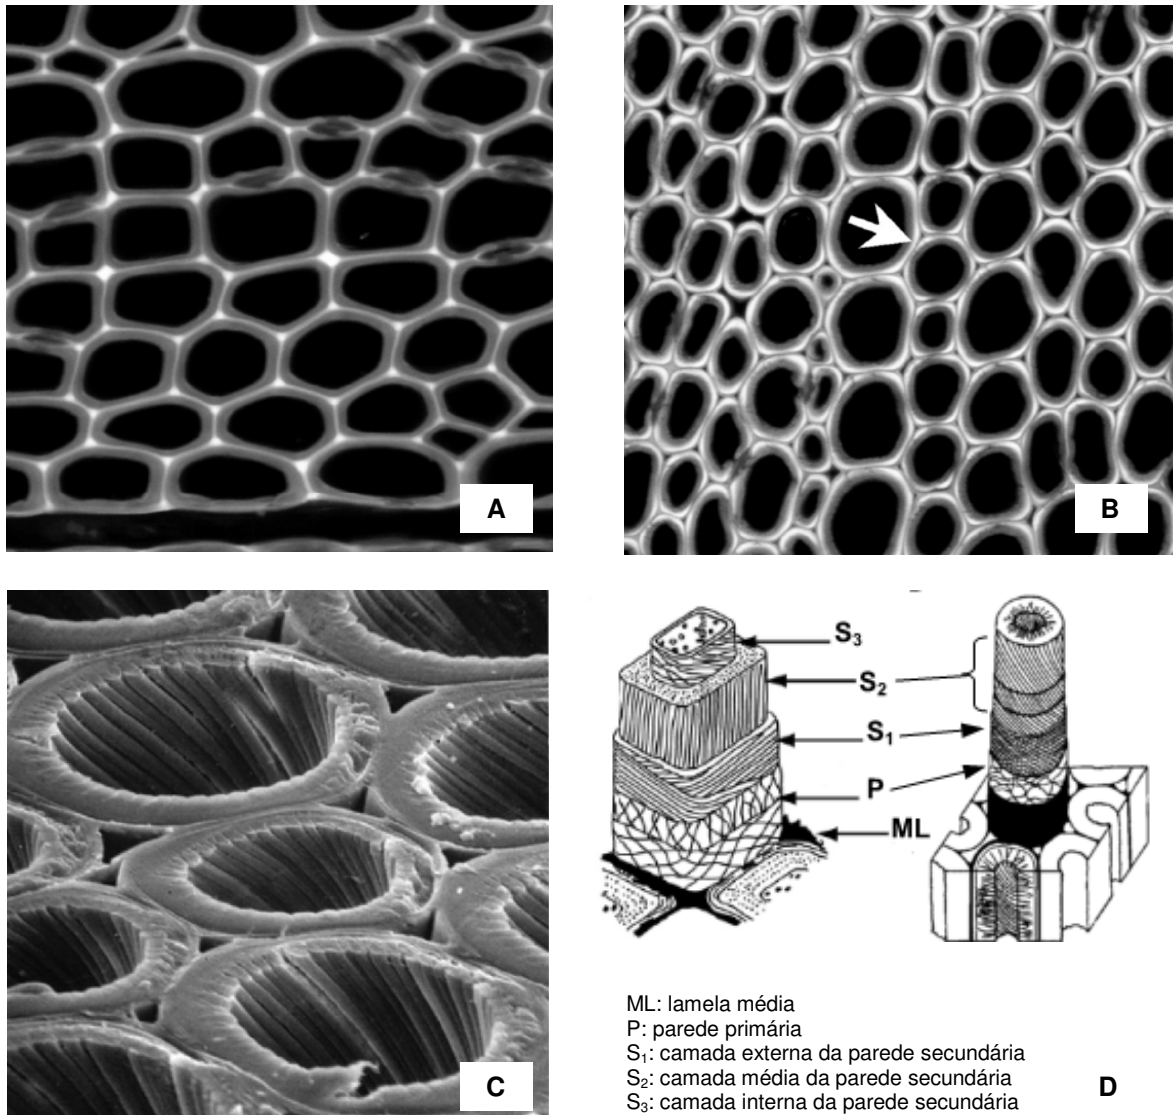 A
B
C
S₃
S₂
S₁
P
ML
ML: lamela média
P: parede primária
S₁: camada externa da parede secundária
S₂: camada média da parede secundária
S₃: camada interna da parede secundária
D